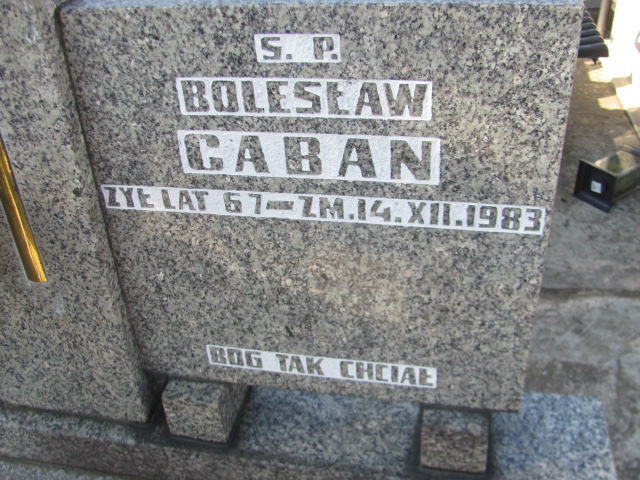 Ś. P.
BOLESŁAW
CABAN
ŻYŁ LAT 67-ZM.14.XII.1983
BÓG TAK CHCIAŁ